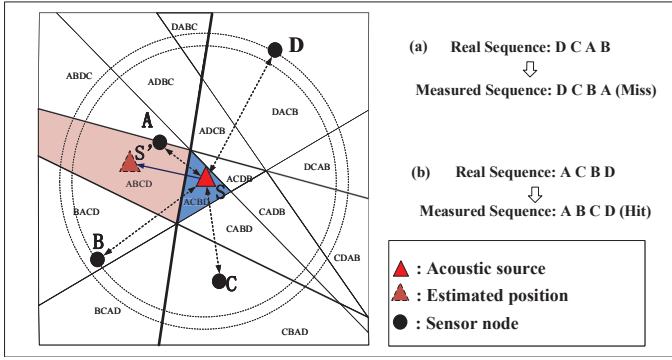 DABC
D
ABDC
ADBC
DACB
A
ADCB
S'
DCAB
ABCD
ACDB
S
ACBD
CADB
BACD
CABD
B
C
CDAB
BCAD
CBAD
(a) Real Sequence: D C A B
Measured Sequence: D C B A (Miss)
(b) Real Sequence: A C B D
Measured Sequence: A B C D (Hit)
: Acoustic source
: Estimated position
: Sensor node